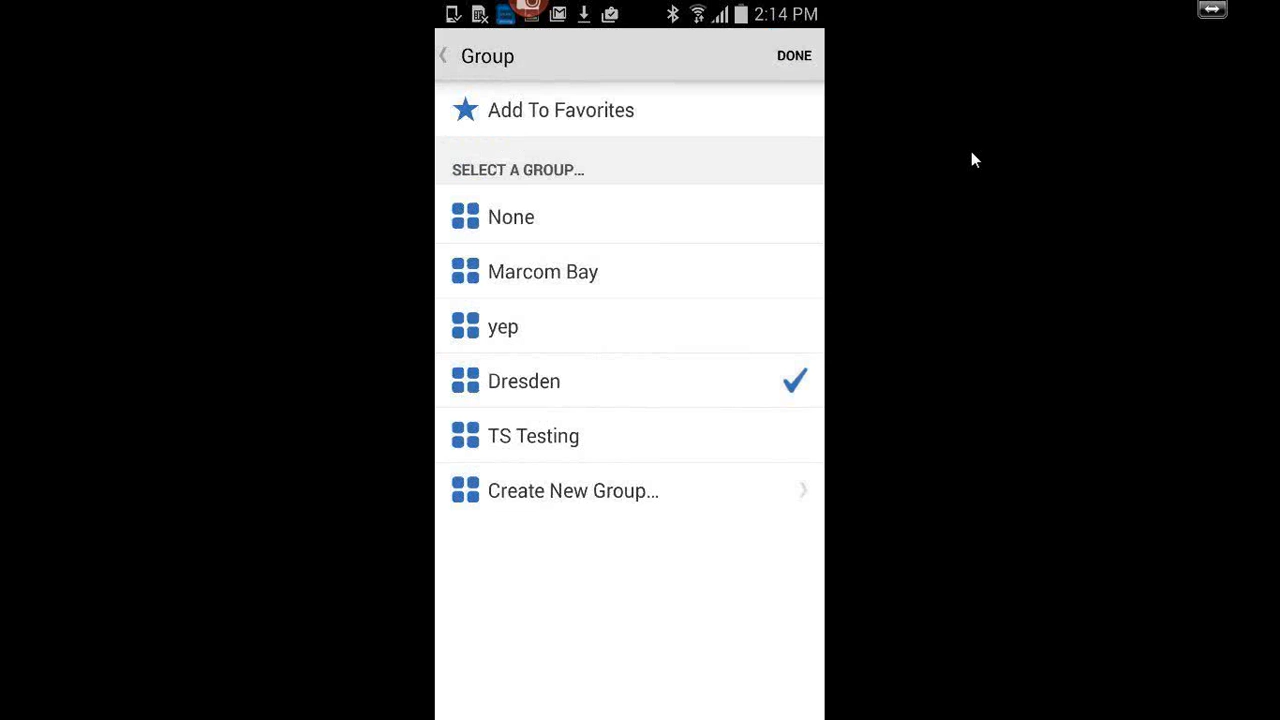 2:14 PM
Group
DONE
Add To Favorites
SELECT A GROUP...
None
Marcom Bay
yep
Dresden
TS Testing
Create New Group...